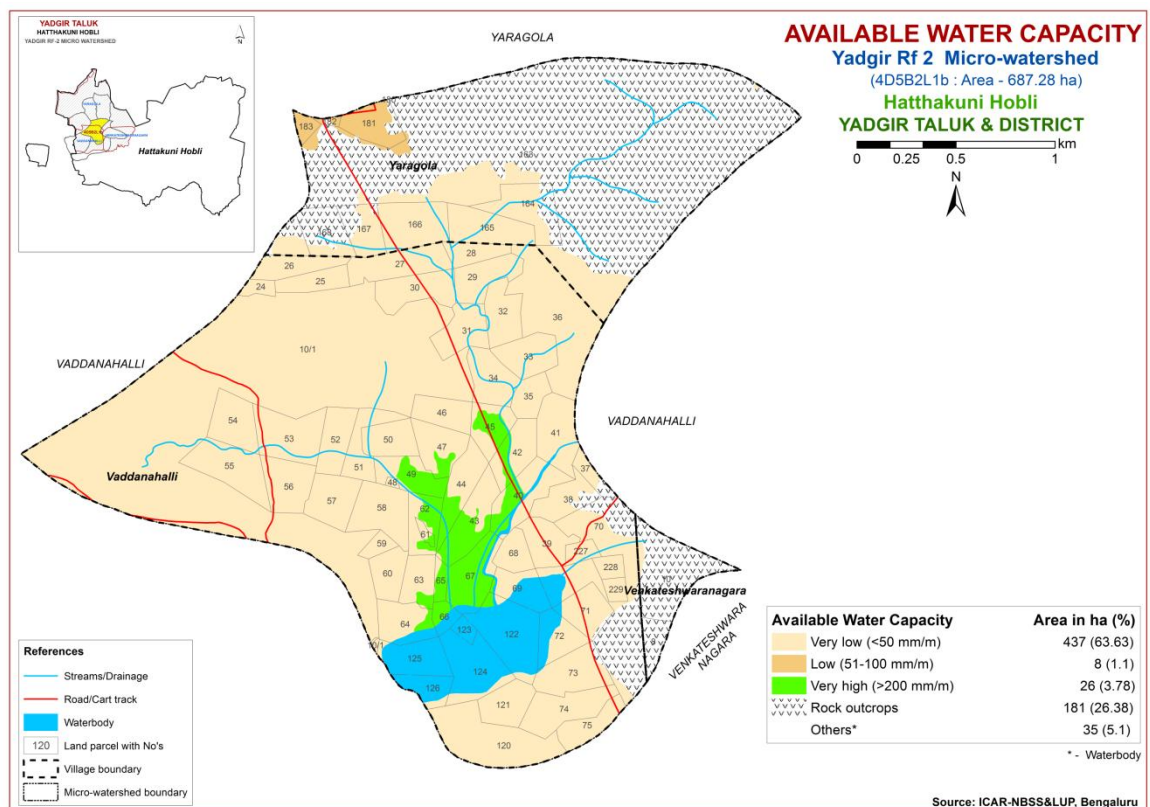 YADGIR TALUK
HATTHAKUNI HOBLI
YADGIR RF-2 MICRO WATERSHED
N
Hattakuni Hobli
YARAGOLA
AVAILABLE WATER CAPACITY
Yadgir Rf 2 Micro-watershed
(4D5B2L1b : Area - 687.28 ha)
Hatthakuni Hobli
YADGIR TALUK & DISTRICT
km
0 0.25 0.5 1
N
183
182
181
163
Yaragola
164
168
167
166
165
26
27
28
24
25
30
29
32
36
31
10/1
33
VADDANAHALLI
34
35
54
53
52
50
46
45
VADDANAHALLI
41
42
47
55
51
49
48
37
Vaddanahalli
56
57
44
40
38
58
62
43
70
61
39
59
68
227
60
63
65
67
228
229
69
Venkateshwaranagara
64
66
71
10/1
123
122
72
VENKATESHWARA
NAGARA
125
124
73
126
121
74
75
120
References
Streams/Drainage
Road/Cart track
Waterbody
120 Land parcel with No's
Village boundary
Micro-watershed boundary
Available Water Capacity Area in ha (%)
Very low (<50 mm/m) 437 (63.63)
Low (51-100 mm/m) 8 (1.1)
Very high (>200 mm/m) 26 (3.78)
Rock outcrops 181 (26.38)
Others* 35 (5.1)
* - Waterbody
Source: ICAR-NBSS&LUP, Bengaluru